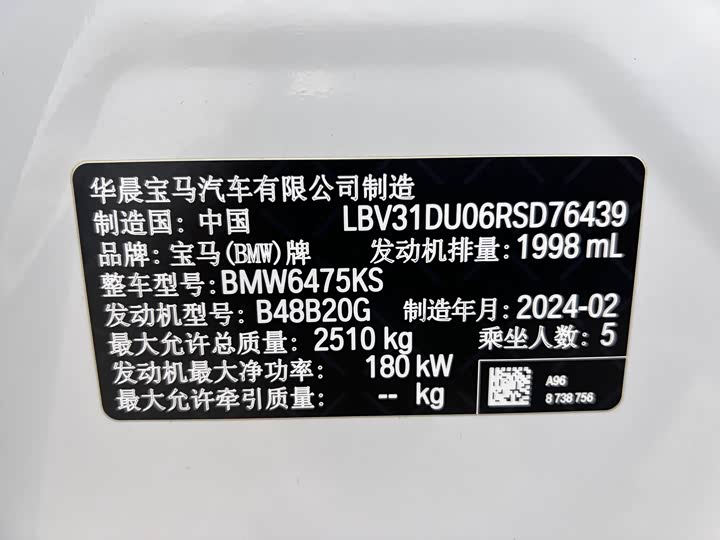 华晨宝马汽车有限公司制造
制造国: 中国 LBV31DU06RSD76439
品牌: 宝马(BMW)牌 发动机排量: 1998 mL
整车型号: BMW6475KS
发动机型号: B48B20G 制造年月: 2024-02
最大允许总质量: 2510 kg 乘坐人数: 5
发动机最大净功率: 180 kW
最大允许牵引质量: -- kg
A96
8 738 756